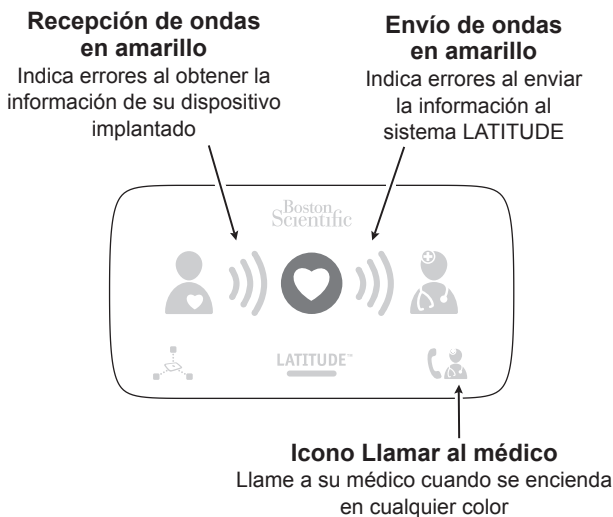 Recepción de ondas
en amarillo
Indica errores al obtener la
información de su dispositivo
implantado
Envío de ondas
en amarillo
Indica errores al enviar
la información al
sistema LATITUDE
Boston
Scientific
LATITUDE™
Icono Llamar al médico
Llame a su médico cuando se encienda
en cualquier color